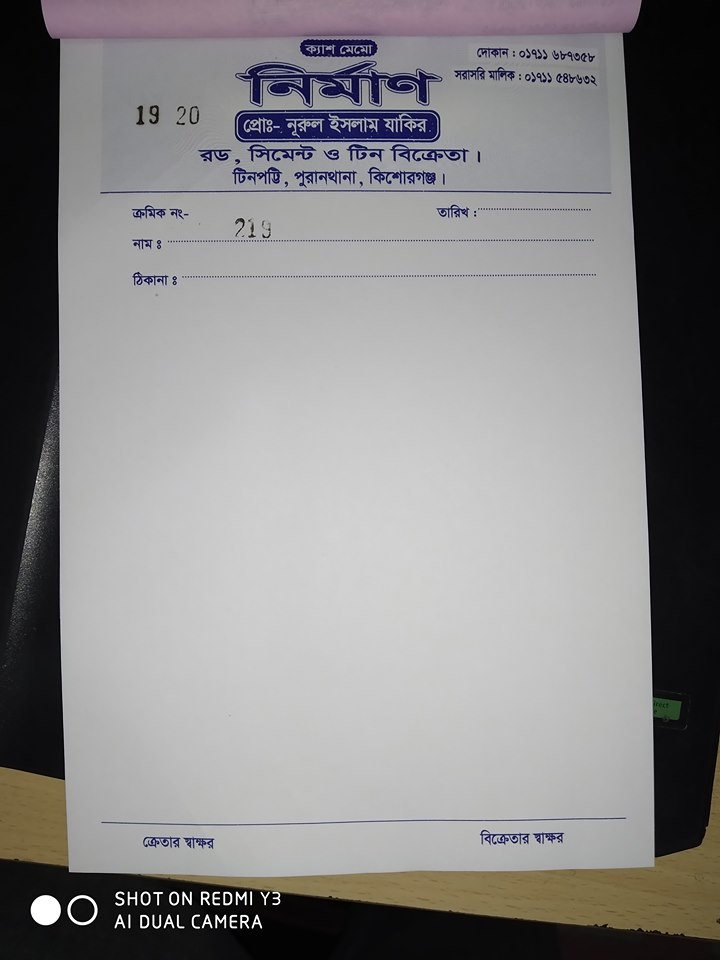 ক্যাশ মেমো
দোকান : ০১৭১১ ৬৮৭৩৫৮
নির্মাণ
সরাসরি মালিক : ০১৭১১ ৫৪৮৬৩২
19 20
প্রোঃ- নূরুল ইসলাম যাকির
রড, সিমেন্ট ও টিন বিক্রেতা।
টিনপট্টি, পুরানথানা, কিশোরগঞ্জ।
ক্রমিক নং- 219 তারিখ :
নাম ঃ
ঠিকানা ঃ
ক্রেতার স্বাক্ষর বিক্রেতার স্বাক্ষর
SHOT ON REDMI Y3
AI DUAL CAMERA